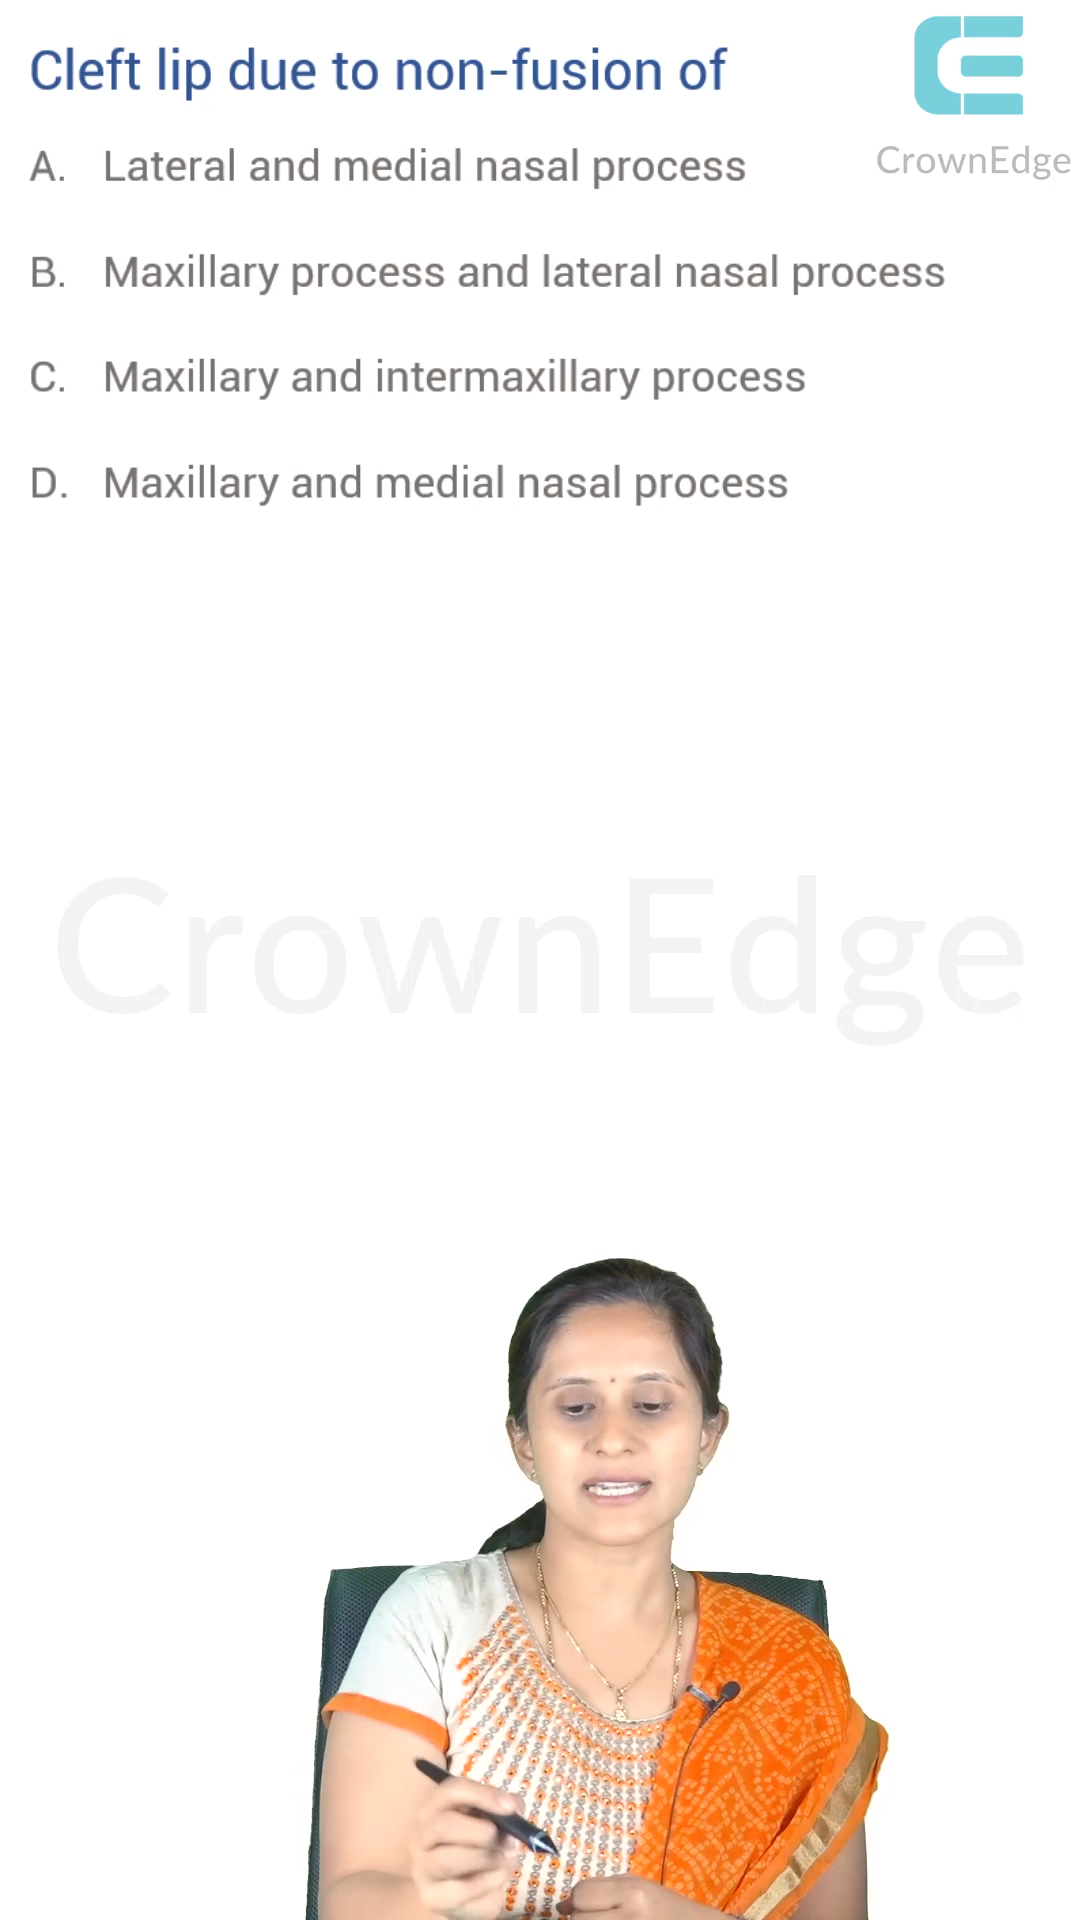 Cleft lip due to non-fusion of
CrownEdge
A. Lateral and medial nasal process
B. Maxillary process and lateral nasal process
C. Maxillary and intermaxillary process
D. Maxillary and medial nasal process
CrownEdge